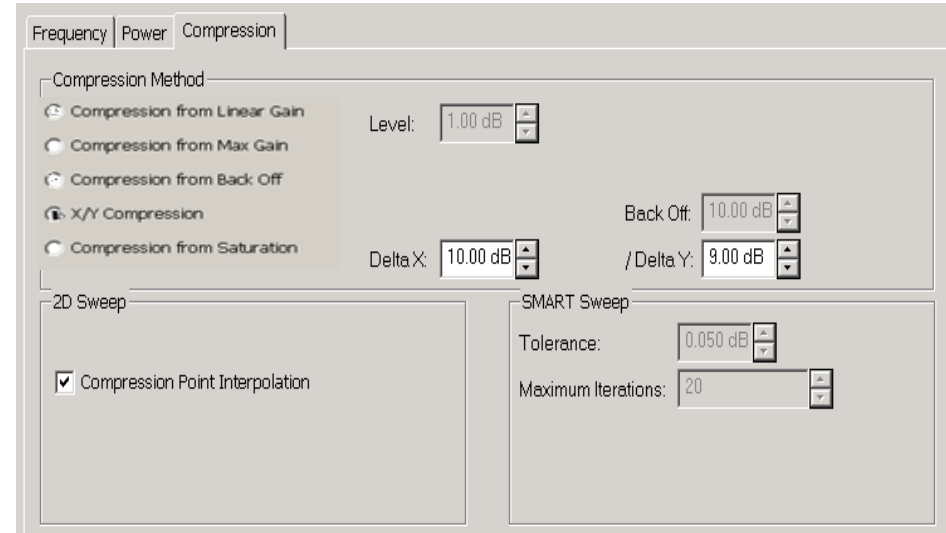 Frequency Power Compression
Compression Method
Compression from Linear Gain
Compression from Max Gain
Compression from Back Off
X/Y Compression
Compression from Saturation
Level: 1.00 dB
Back Off: 10.00 dB
Delta X: 10.00 dB / Delta Y: 9.00 dB
2D Sweep
Compression Point Interpolation
SMART Sweep
Tolerance: 0.050 dB
Maximum Iterations: 20